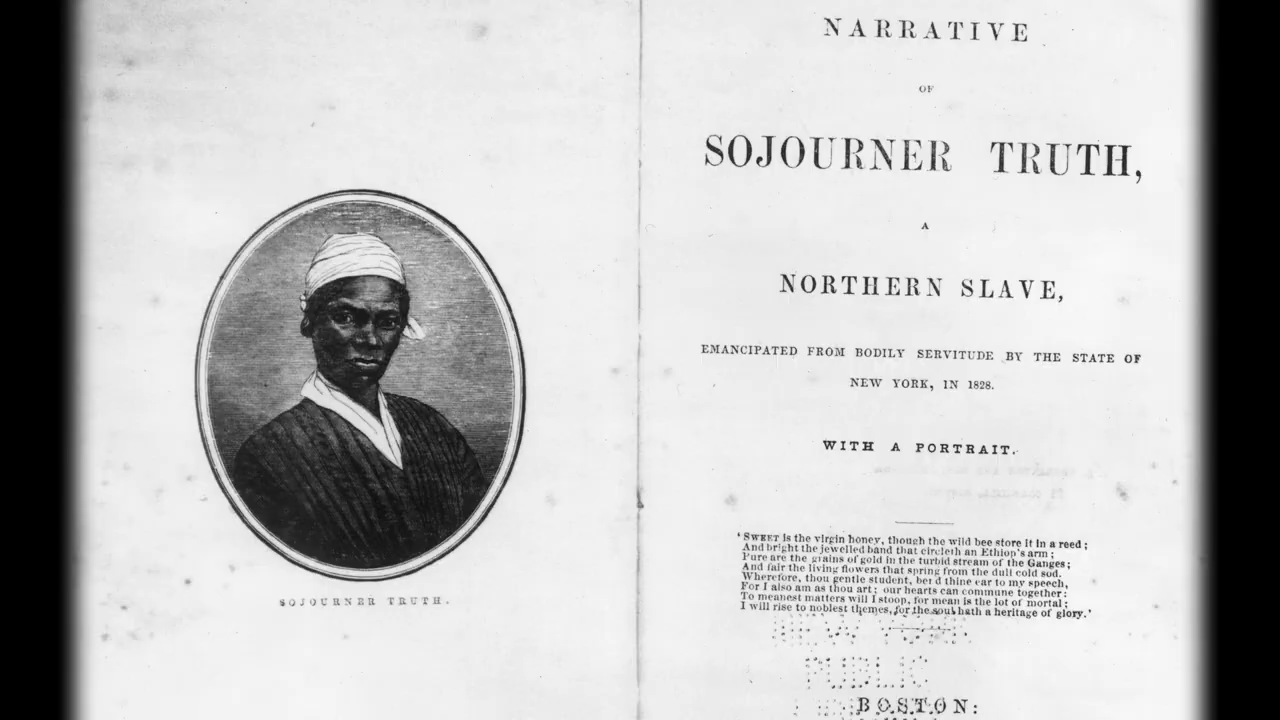 SOJOURNER TRUTH.
NARRATIVE
OF
SOJOURNER TRUTH,
A
NORTHERN SLAVE,
EMANCIPATED FROM BODILY SERVITUDE BY THE STATE OF
NEW YORK, IN 1828.
WITH A PORTRAIT.
'SWEET is the virgin honey, though the wild bee store it in a reed;
And bright the jewelled band that circleth an Ethiop's arm;
Pure are the grains of gold in the turbid stream of the Ganges;
And fair the living flowers that spring from the dull cold sod.
Wherefore, thou gentle student, bend thine ear to my speech,
For I also am as thou art; our hearts can commune together:
To meanest matters will I stoop, for mean is the lot of mortal;
I will rise to noblest themes, for the soul hath a heritage of glory.'
PUBLIC
BOSTON: